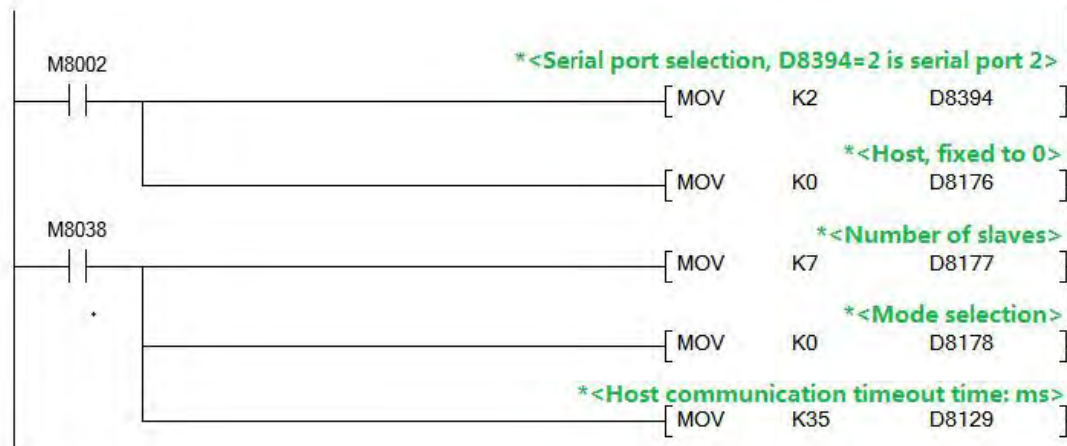 *<Serial port selection, D8394=2 is serial port 2>
M8002
MOV K2 D8394
*<Host, fixed to 0>
MOV K0 D8176
M8038
*<Number of slaves>
MOV K7 D8177
*<Mode selection>
MOV K0 D8178
*<Host communication timeout time: ms>
MOV K35 D8129